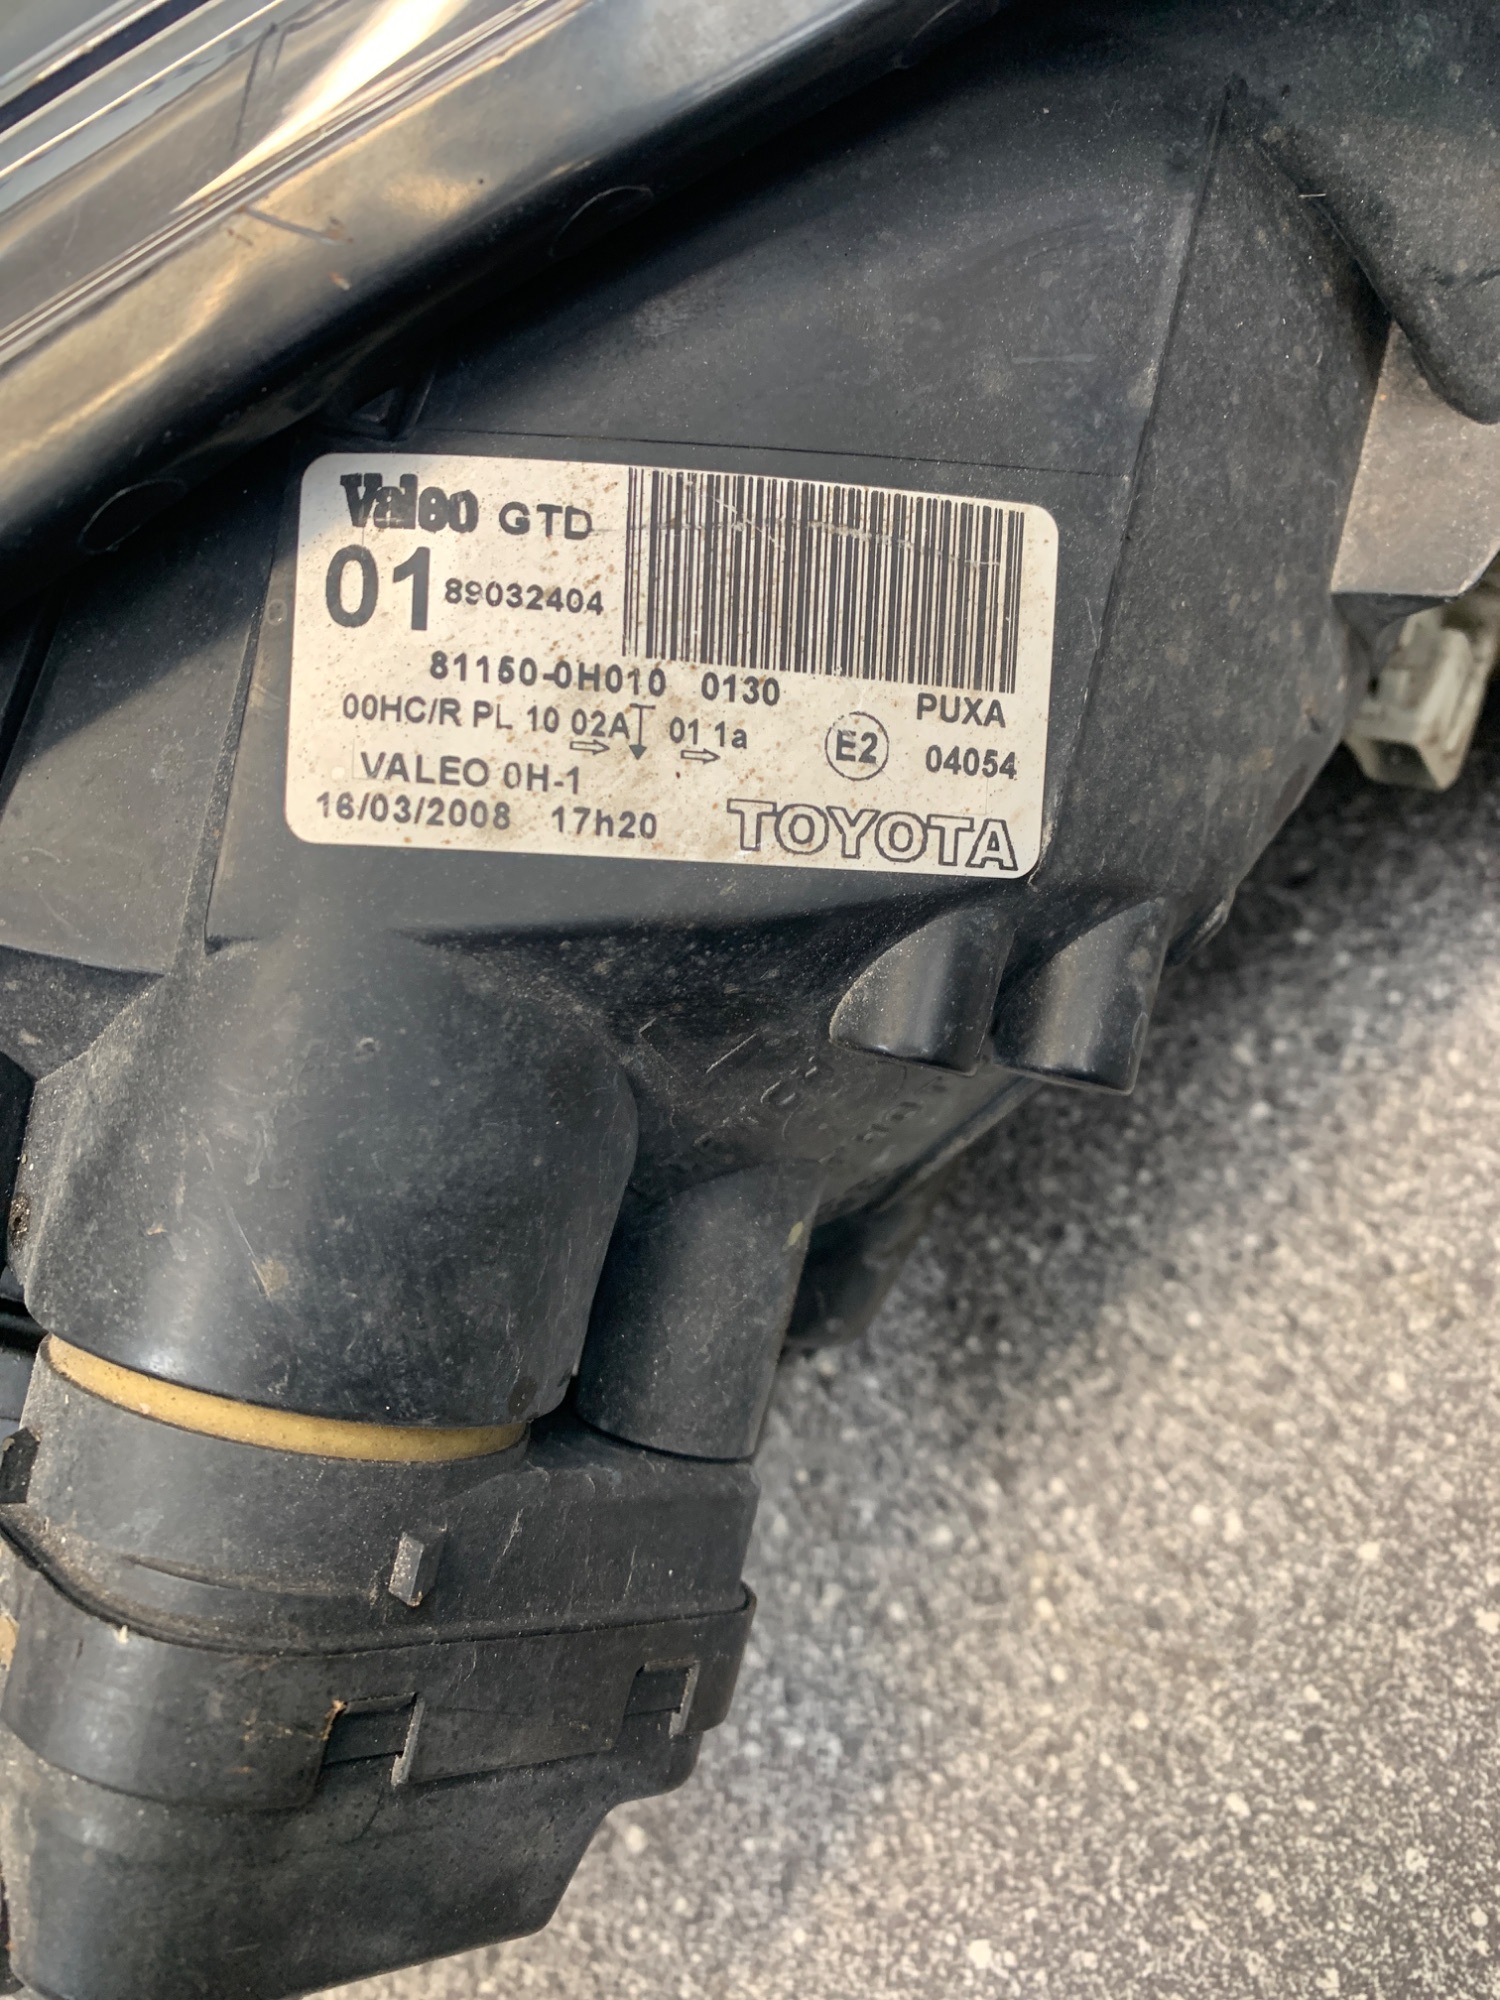 Valeo GTD
01 89032404
81150-0H010 0130 PUXA
00HC/R PL 10 02A 01 1a E2 04054
VALEO 0H-1
16/03/2008 17h20 TOYOTA